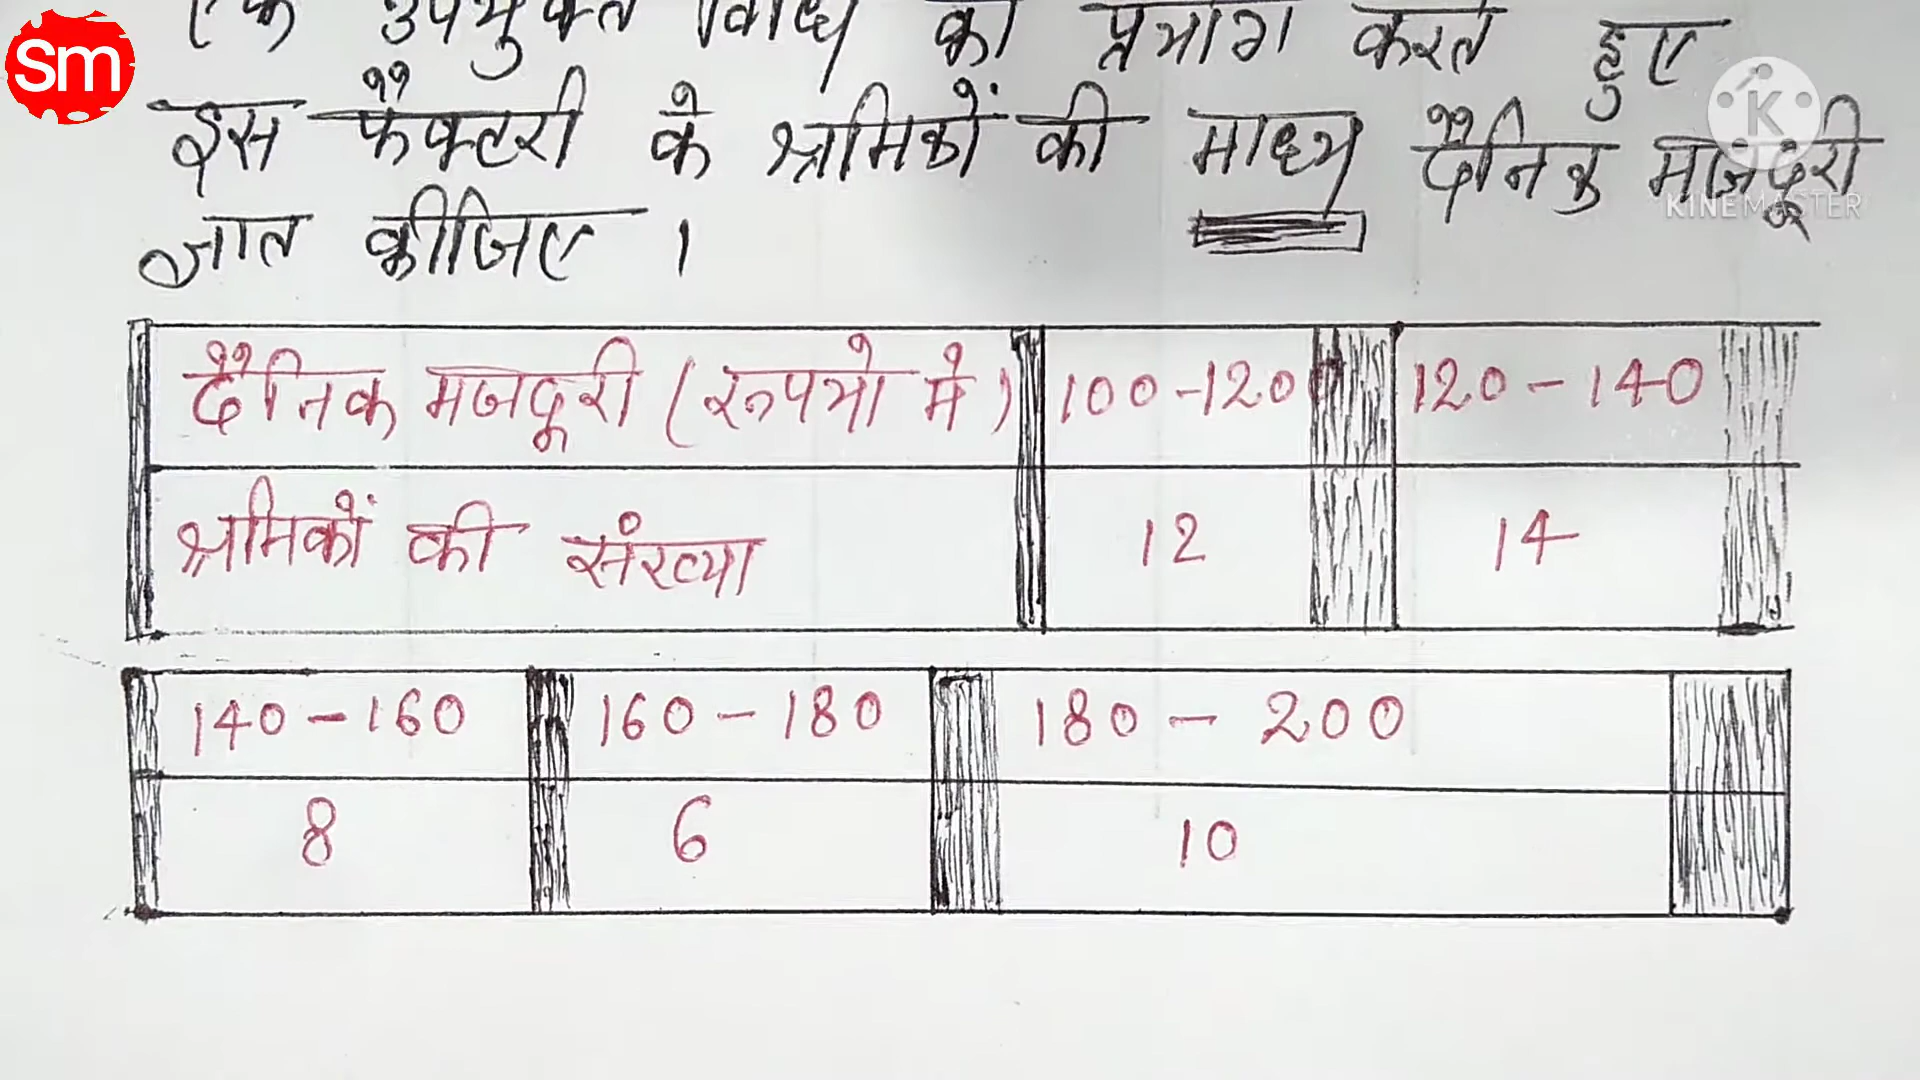 Sm
एक उपयुक्त विधि का प्रयोग करते हुए
इस फैक्टरी के श्रमिकों की माध्य दैनिक मजदूरी
ज्ञात कीजिए ।
K
KINEMASTER
दैनिक मजदूरी (रूपयो मे) 100-120 120-140
श्रमिकों की संख्या 12 14
140-160 160-180 180-200
8 6 10